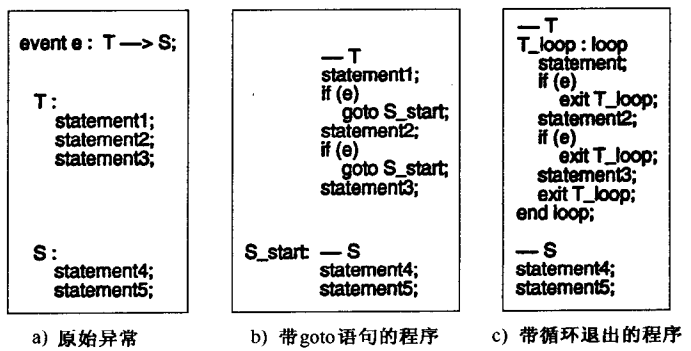 event e : T —> S;
T :
statement1;
statement2;
statement3;
S :
statement4;
statement5;
a) 原始异常
— T
statement1;
if (e)
goto S_start;
statement2;
if (e)
goto S_start;
statement3;
S_start: — S
statement4;
statement5;
b) 带goto语句的程序
— T
T_loop : loop
statement;
if (e)
exit T_loop;
statement2;
if (e)
exit T_loop;
statement3;
exit T_loop;
end loop;
— S
statement4;
statement5;
c) 带循环退出的程序